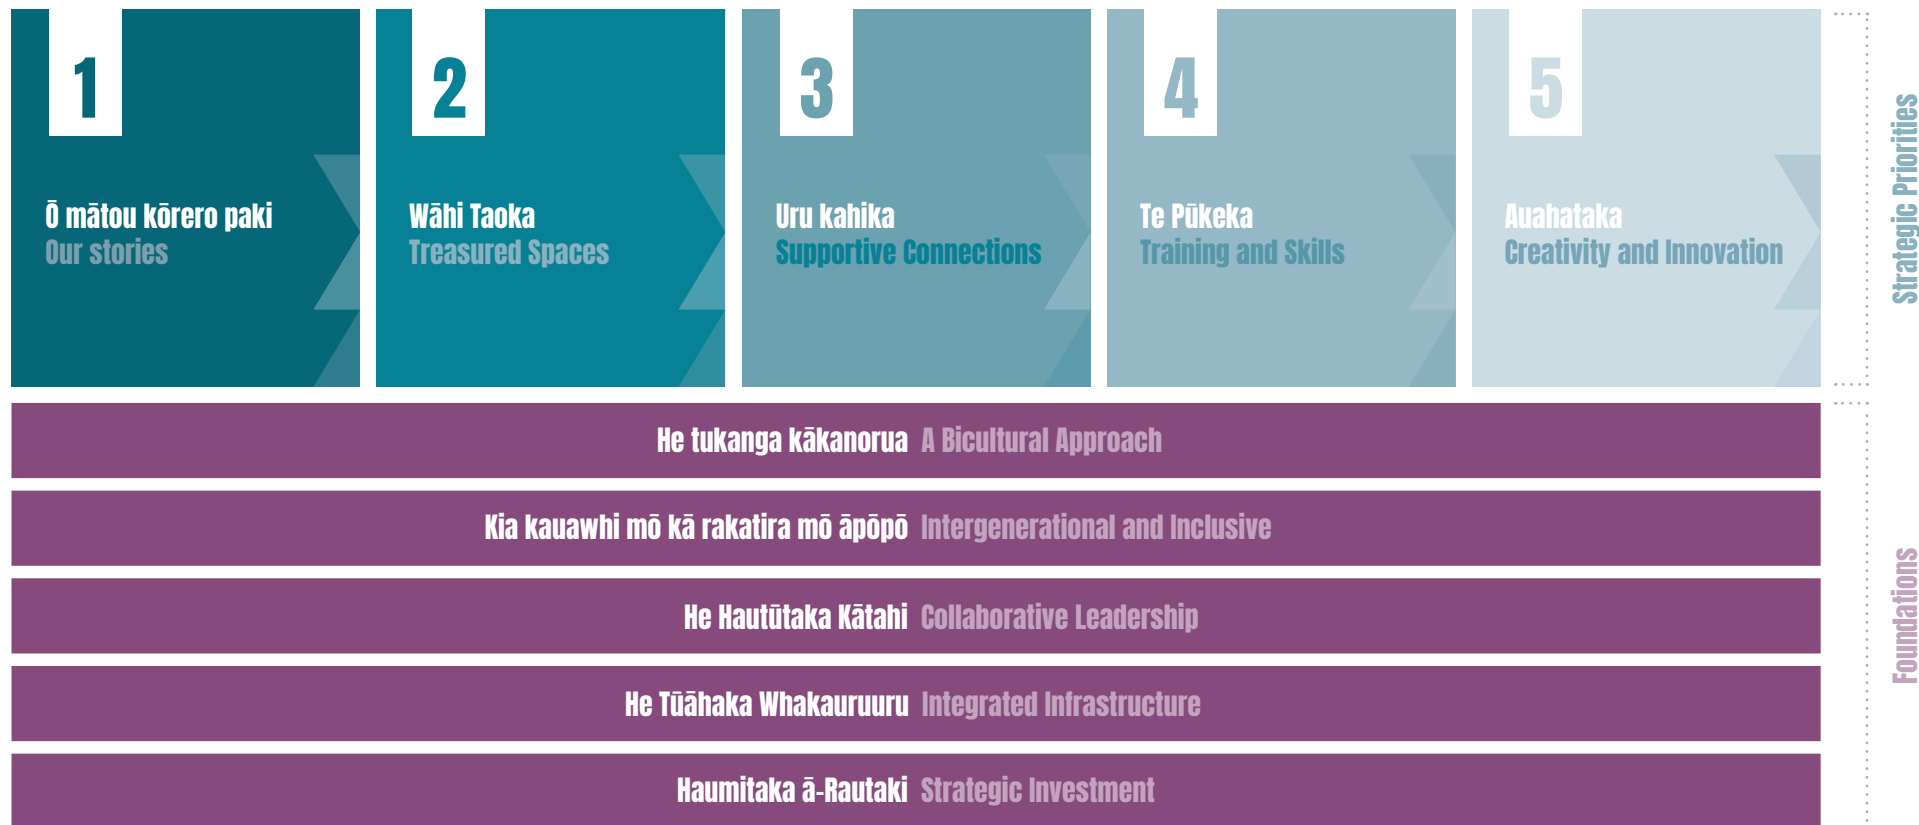 1
Ō mātou kōrero paki
Our stories
2
Wāhi Taoka
Treasured Spaces
3
Uru kahika
Supportive Connections
4
Te Pūkeka
Training and Skills
5
Auahataka
Creativity and Innovation
Strategic Priorities
He tukanga kākanorua A Bicultural Approach
Kia kauawhi mō kā rakatira mō āpōpō Intergenerational and Inclusive
He Hautūtaka Kātahi Collaborative Leadership
He Tūāhaka Whakauruuru Integrated Infrastructure
Haumitaka ā-Rautaki Strategic Investment
Foundations